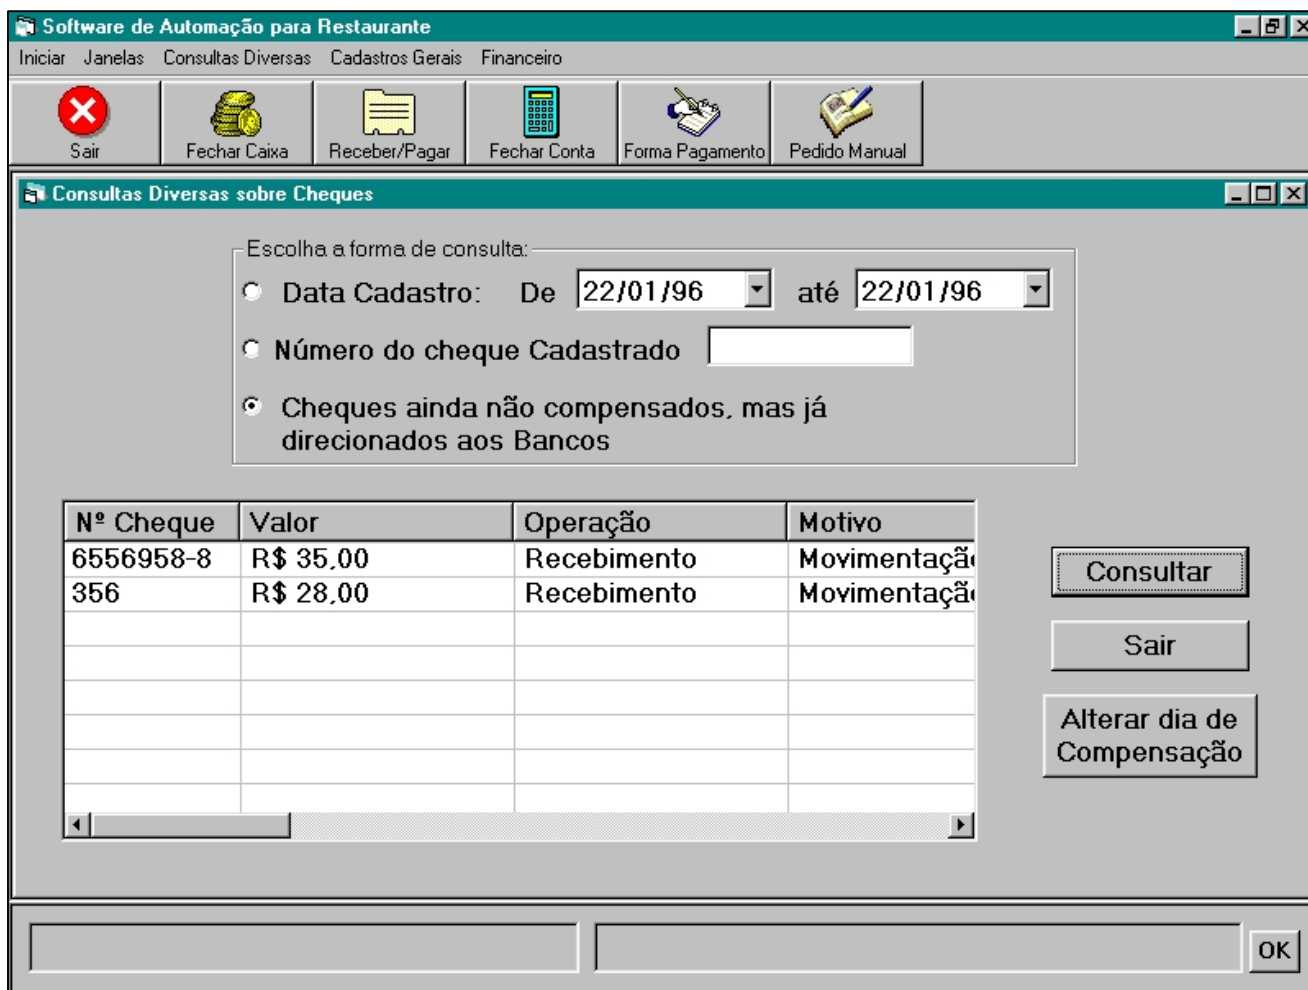 Software de Automação para Restaurante
Iniciar Janelas Consultas Diversas Cadastros Gerais Financeiro
Sair Fechar Caixa Receber/Pagar Fechar Conta Forma Pagamento Pedido Manual
Consultas Diversas sobre Cheques
Escolha a forma de consulta:
Data Cadastro: De 22/01/96 até 22/01/96
Número do cheque Cadastrado
Cheques ainda não compensados, mas já
direcionados aos Bancos
Nº Cheque Valor Operação Motivo
6556958-8 R$ 35,00 Recebimento Movimentação
356 R$ 28,00 Recebimento Movimentação
Consultar
Sair
Alterar dia de
Compensação
OK